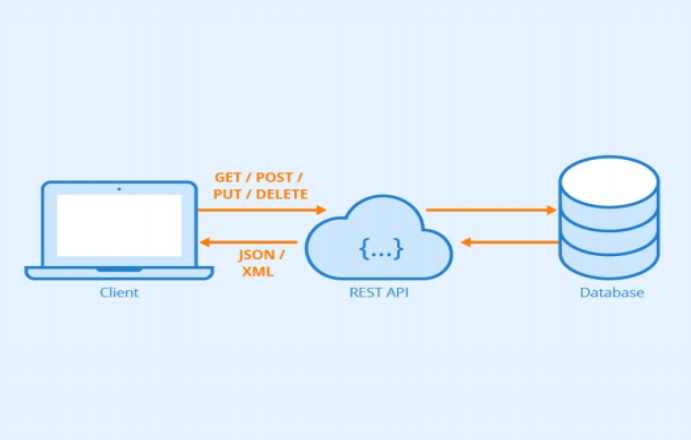 GET / POST /
PUT / DELETE
JSON /
XML
{...}
Client
REST API
Database